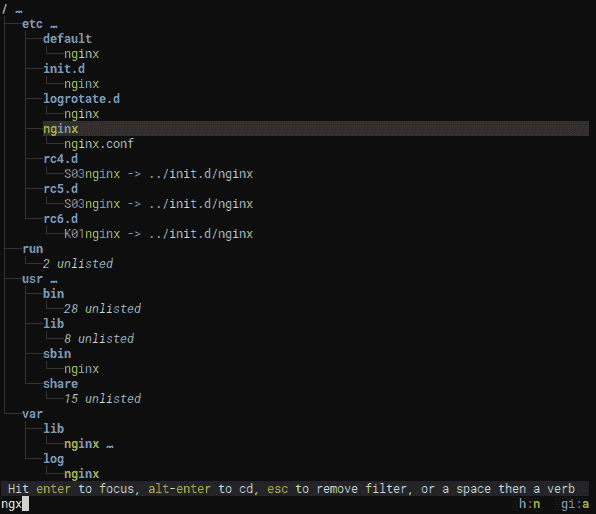 / …
etc …
default
nginx
init.d
nginx
logrotate.d
nginx
nginx
nginx.conf
rc4.d
S03nginx -> ../init.d/nginx
rc5.d
S03nginx -> ../init.d/nginx
rc6.d
K01nginx -> ../init.d/nginx
run
2 unlisted
usr …
bin
28 unlisted
lib
8 unlisted
sbin
nginx
share
15 unlisted
var
lib
nginx …
log
nginx
Hit enter to focus, alt-enter to cd, esc to remove filter, or a space then a verb
ngx h:n gi:a